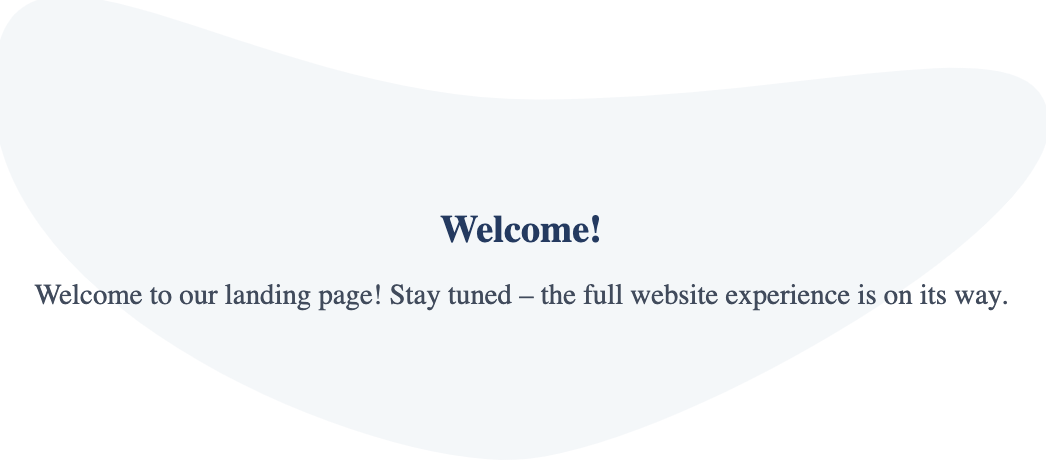 Welcome!
Welcome to our landing page! Stay tuned – the full website experience is on its way.